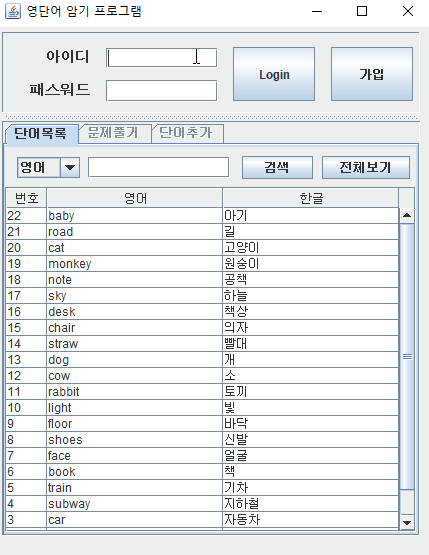 영단어 암기 프로그램
아이디
Login
가입
패스워드
단어목록 문제풀기 단어추가
영어 검색 전체보기
번호 영어 한글
22 baby 아기
21 road 길
20 cat 고양이
19 monkey 원숭이
18 note 공책
17 sky 하늘
16 desk 책상
15 chair 의자
14 straw 빨대
13 dog 개
12 cow 소
11 rabbit 토끼
10 light 빛
9 floor 바닥
8 shoes 신발
7 face 얼굴
6 book 책
5 train 기차
4 subway 지하철
3 car 자동차